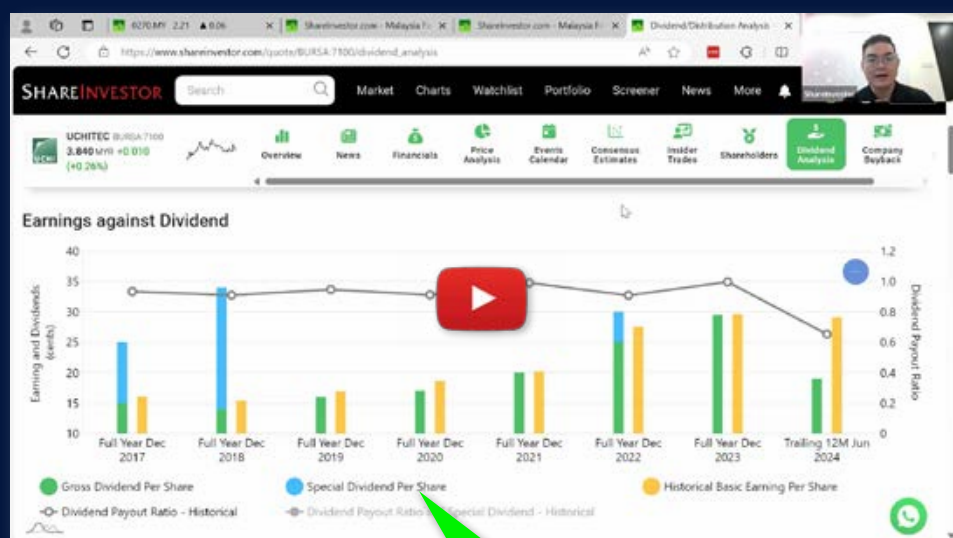 0270.MY 2.21 ▲ 0.06
ShareInvestor.com - Malaysia Fi
ShareInvestor.com - Malaysia Fi
Dividend/Distribution Analysis
https://www.shareinvestor.com/quote/BURSA:7100/dividend_analysis
SHAREINVESTOR Search Market Charts Watchlist Portfolio Screener News More
ShareInvestor
UCHITEC BURSA:7100
3.840 MYR +0.010
(+0.26%)
UCHI
Overview
News
Financials
Price Analysis
Events Calendar
Consensus Estimates
Insider Trades
Shareholders
Dividend Analysis
Company Buyback
Earnings against Dividend
Earning and Dividends
(cents)
40
35
30
25
20
15
10
1.2
1.0
0.8
0.6
0.4
0.2
0
Dividend Payout Ratio
Full Year Dec 2017
Full Year Dec 2018
Full Year Dec 2019
Full Year Dec 2020
Full Year Dec 2021
Full Year Dec 2022
Full Year Dec 2023
Trailing 12M Jun 2024
Gross Dividend Per Share
Special Dividend Per Share
Historical Basic Earning Per Share
Dividend Payout Ratio - Historical
Dividend Payout Ratio Special Dividend - Historical